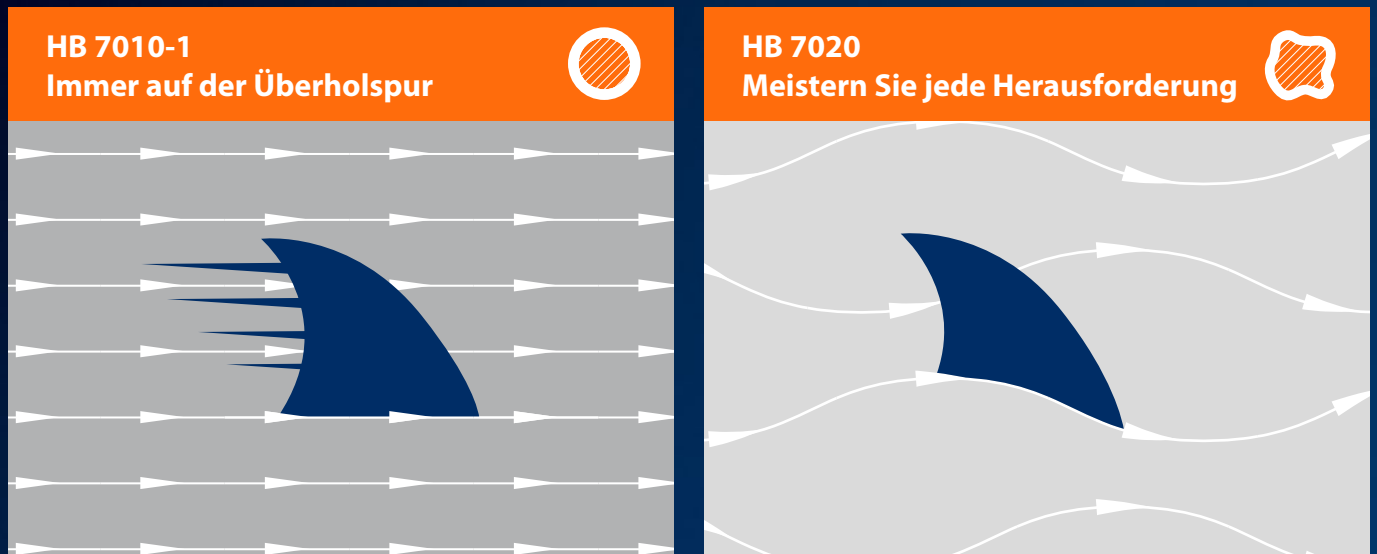 HB 7010-1
Immer auf der Überholspur
HB 7020
Meistern Sie jede Herausforderung